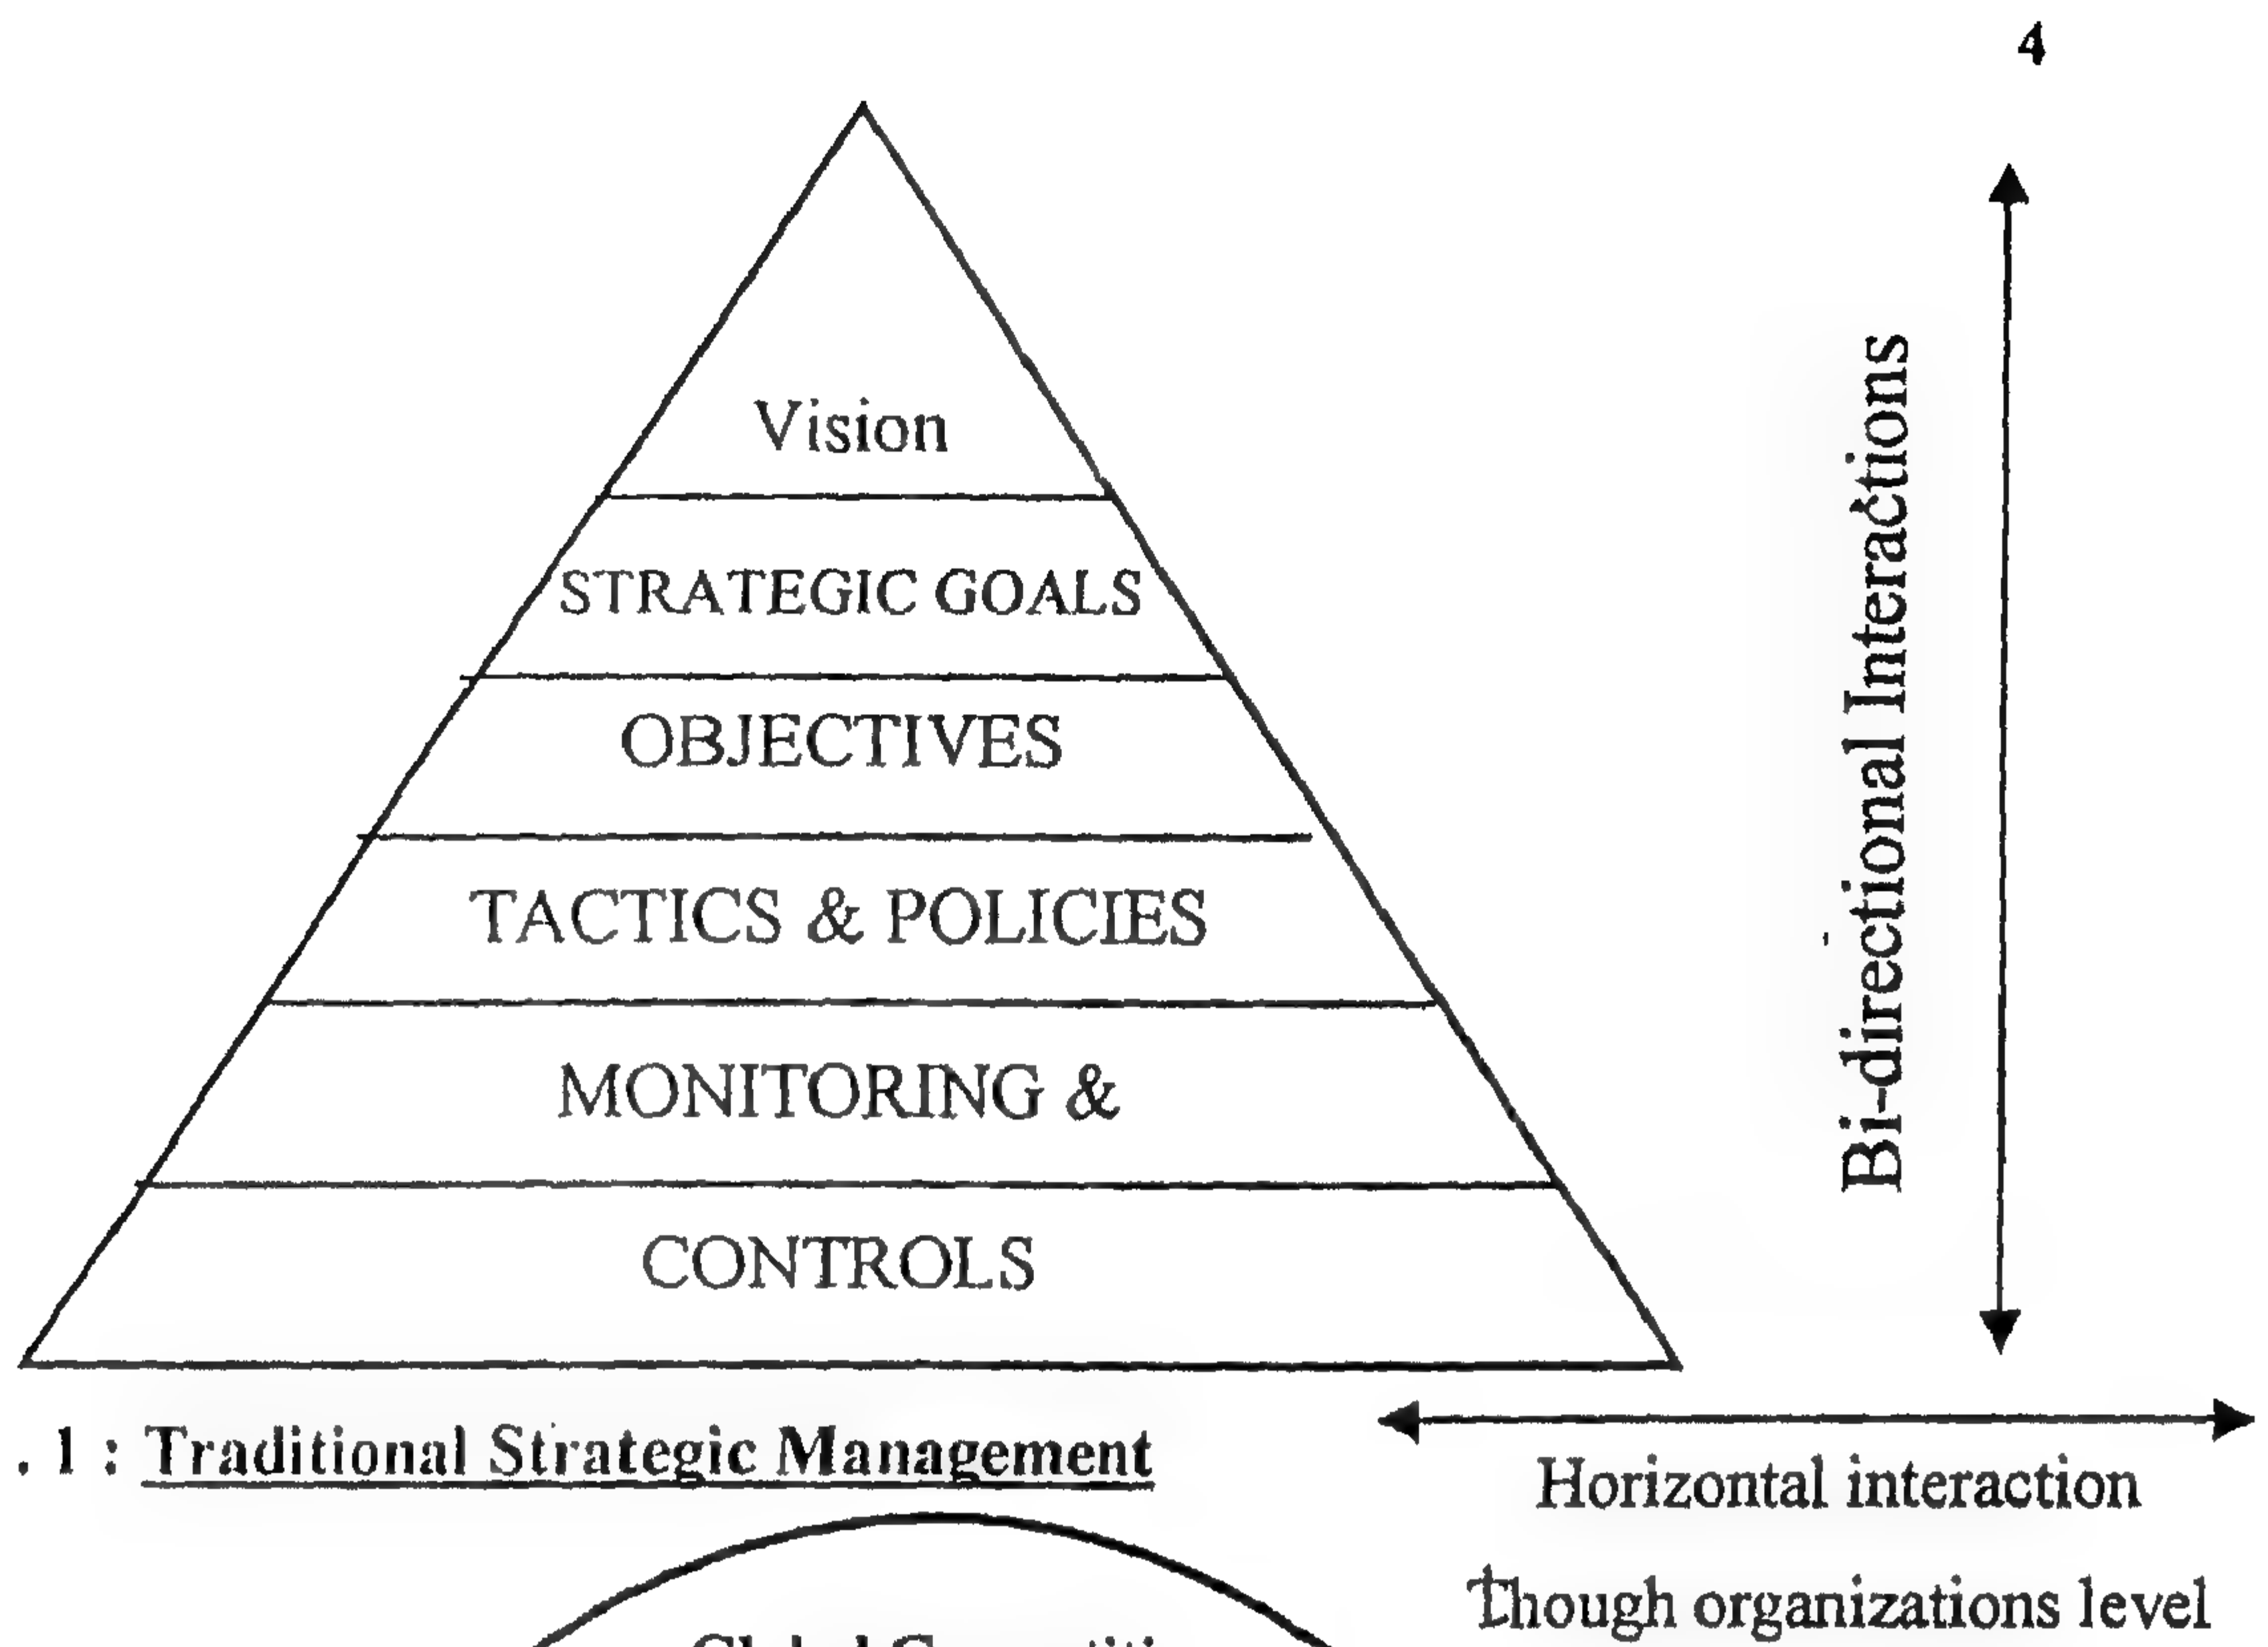 4
Vision
STRATEGIC GOALS
OBJECTIVES
TACTICS & POLICIES
MONITORING &
CONTROLS
Bi-directional Interactions
. 1 : Traditional Strategic Management
Horizontal interaction
Though organizations level